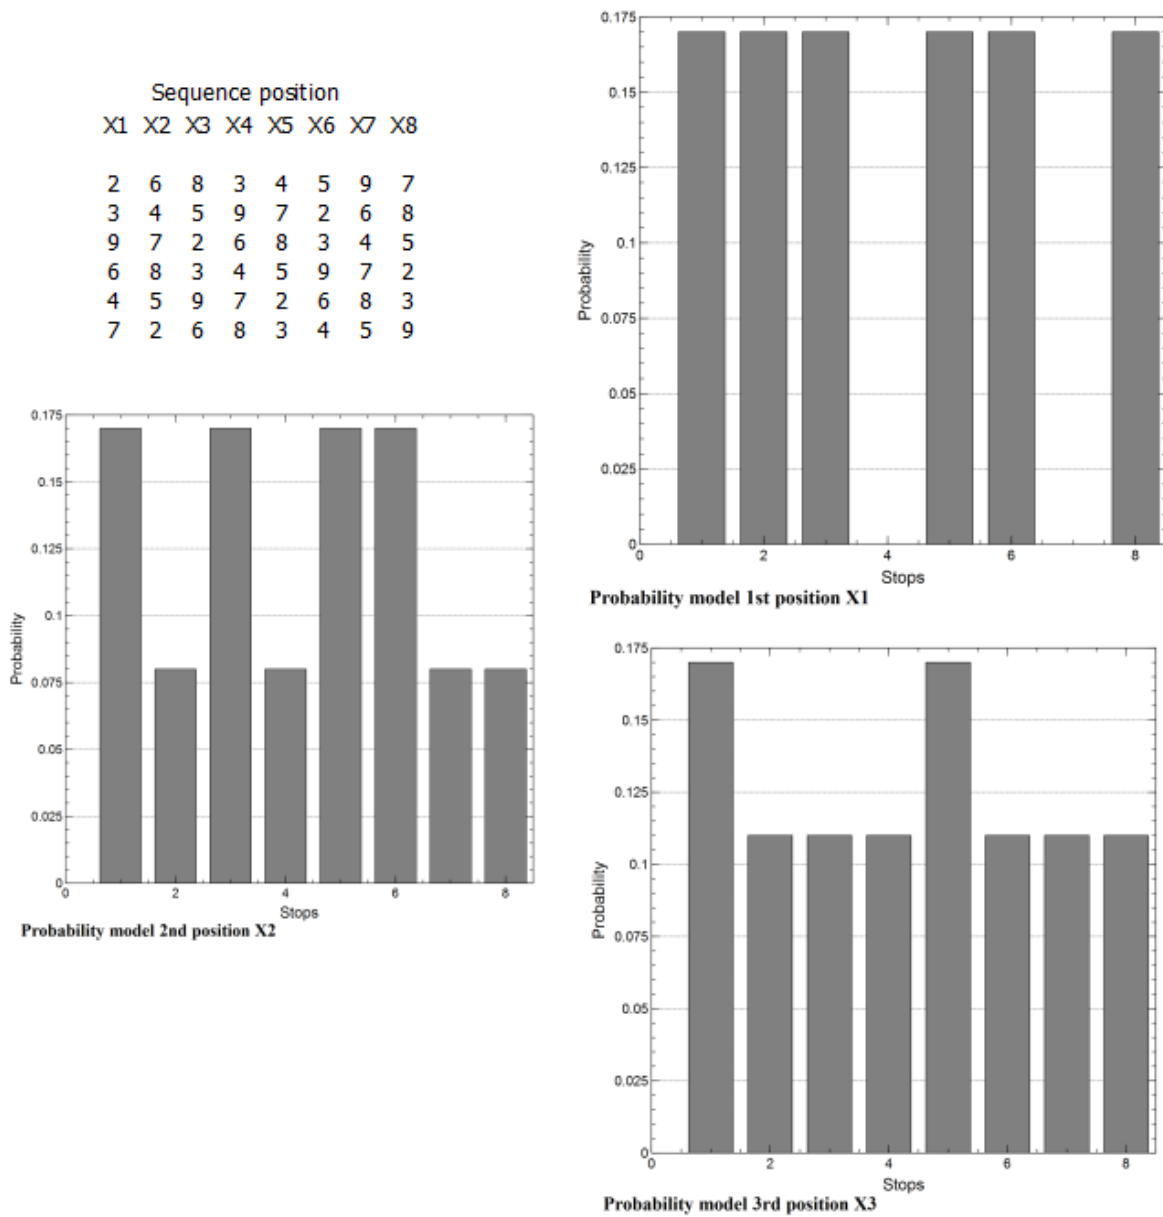 Sequence position
X1 X2 X3 X4 X5 X6 X7 X8
2 6 8 3 4 5 9 7
3 4 5 9 7 2 6 8
9 7 2 6 8 3 4 5
6 8 3 4 5 9 7 2
4 5 9 7 2 6 8 3
7 2 6 8 3 4 5 9
0.175
0.15
0.125
0.1
0.075
0.05
0.025
0
Probability
0 2 4 6 8
Stops
Probability model 1st position X1
0.175
0.15
0.125
0.1
0.075
0.05
0.025
0
Probability
0 2 4 6 8
Stops
Probability model 2nd position X2
0.175
0.15
0.125
0.1
0.075
0.05
0.025
0
Probability
0 2 4 6 8
Stops
Probability model 3rd position X3